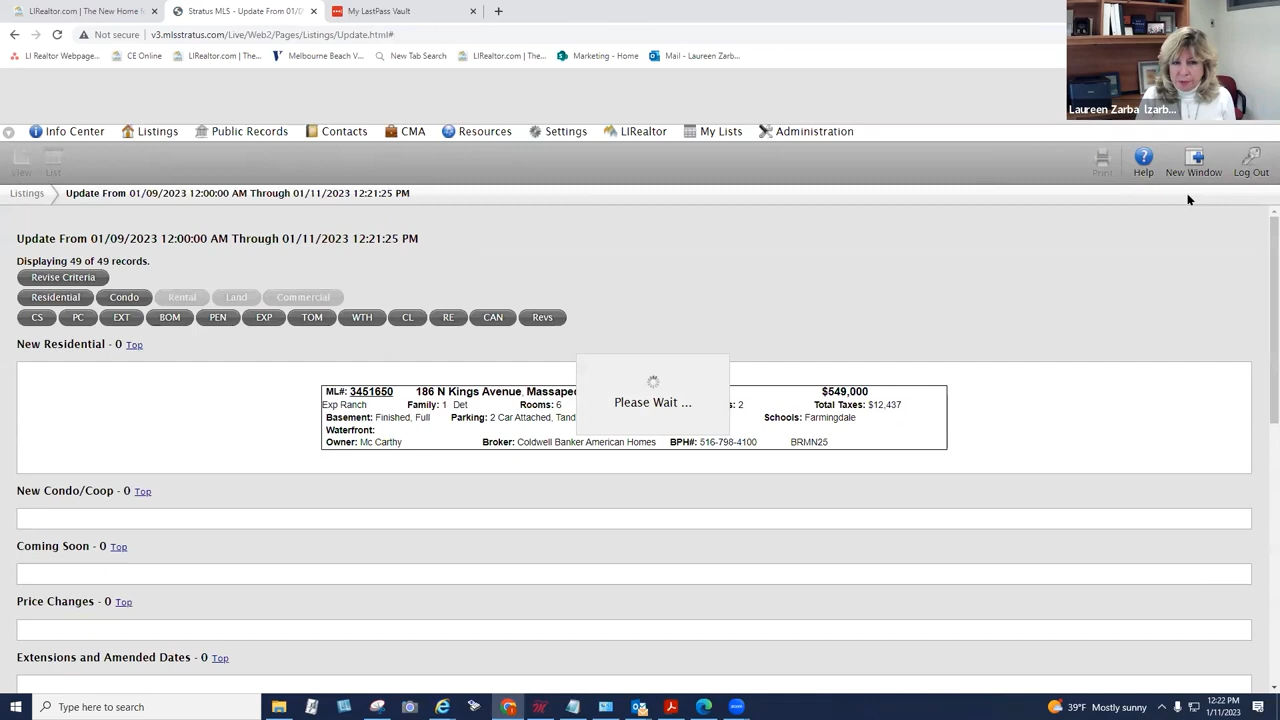 LIRealtor.com | The New Home f
Stratus MLS - Update From 01/0
My LastPass Vault
Not secure
v3.mlsstratus.com/Live/Web2/Pages/Listings/Update.html#
LI Realtor Webpage...
CE Online
LIRealtor.com | The...
Melbourne Beach V...
New Tab Search
LIRealtor.com | The...
Marketing - Home
Mail - Laureen Zarb...
Laureen Zarba lzarb...
Info Center
Listings
Public Records
Contacts
CMA
Resources
Settings
LIRealtor
My Lists
Administration
View
List
Print
Help
New Window
Log Out
Listings
Update From 01/09/2023 12:00:00 AM Through 01/11/2023 12:21:25 PM
Update From 01/09/2023 12:00:00 AM Through 01/11/2023 12:21:25 PM
Displaying 49 of 49 records.
Revise Criteria
Residential Condo Rental Land Commercial
CS PC EXT BOM PEN EXP TOM WTH CL RE CAN Revs
New Residential - 0 Top
ML#: 3451650 186 N Kings Avenue, Massaped $549,000
Exp Ranch Family: 1 Det Rooms: 6 s: 2 Total Taxes: $12,437
Basement: Finished, Full Parking: 2 Car Attached, Tand Schools: Farmingdale
Waterfront:
Owner: Mc Carthy Broker: Coldwell Banker American Homes BPH#: 516-798-4100 BRMN25
Please Wait ...
New Condo/Coop - 0 Top
Coming Soon - 0 Top
Price Changes - 0 Top
Extensions and Amended Dates - 0 Top
Type here to search
39°F Mostly sunny
12:22 PM
1/11/2023